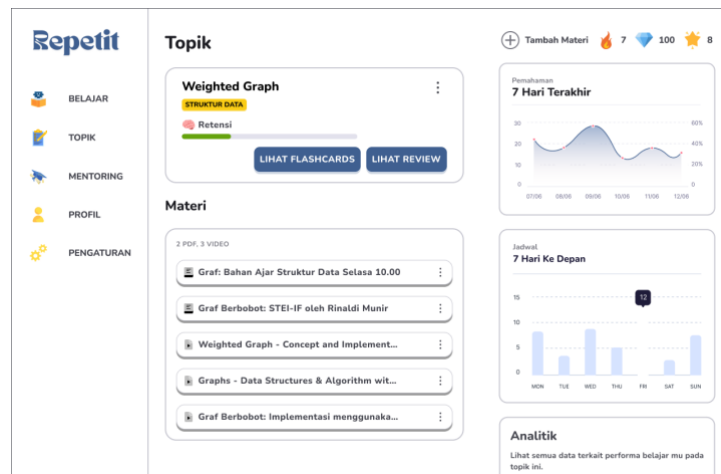 Repetit
BELAJAR
TOPIK
MENTORING
PROFIL
PENGATURAN
Topik
Weighted Graph
STRUKTUR DATA
Retensi
LIHAT FLASHCARDS
LIHAT REVIEW
Materi
2 PDF, 3 VIDEO
Graf: Bahan Ajar Struktur Data Selasa 10.00
Graf Berbobot: STEI-IF oleh Rinaldi Munir
Weighted Graph - Concept and Implement...
Graphs - Data Structures & Algorithm wit...
Graf Berbobot: Implementasi menggunaka...
Tambah Materi
7
100
8
Pemahaman
7 Hari Terakhir
30
20
10
0
60%
40%
20%
0
07/06 08/06 09/06 10/06 11/06 12/06
Jadwal
7 Hari Ke Depan
15
10
5
0
12
MON TUE WED THU FRI SAT SUN
Analitik
Lihat semua data terkait performa belajar mu pada
topik ini.